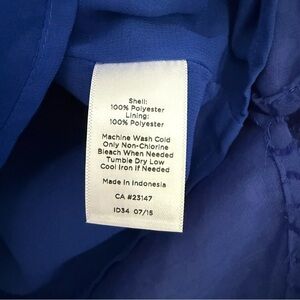 Shell:
100% Polyester
Lining:
100% Polyester
Machine Wash Cold
Only Non-Chlorine
Bleach When Needed
Tumble Dry Low
Cool Iron If Needed
Made In Indonesia
CA #23147
ID34 07/15